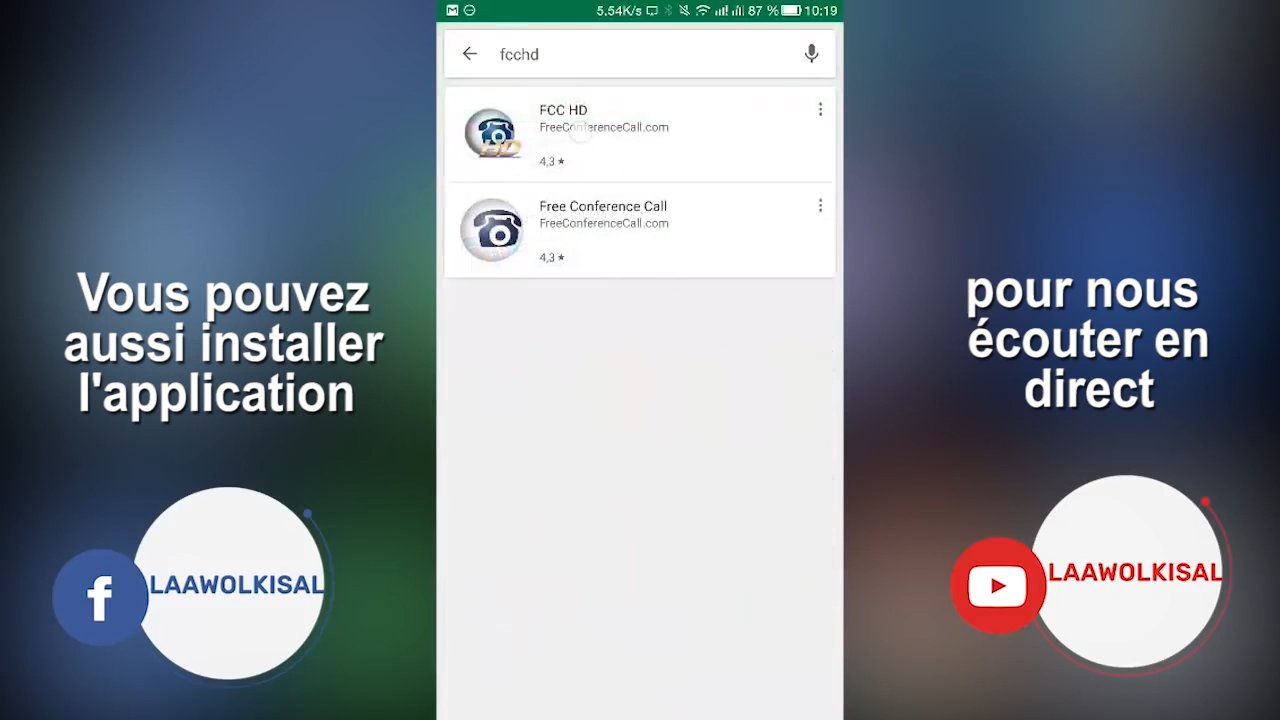 5.54K/s 87 % 10:19
fcchd
FCC HD
FreeConferenceCall.com
4,3 ★
Free Conference Call
FreeConferenceCall.com
4,3 ★
Vous pouvez
aussi installer
l'application
pour nous
écouter en
direct
f
LAAWOLKISAL
LAAWOLKISAL